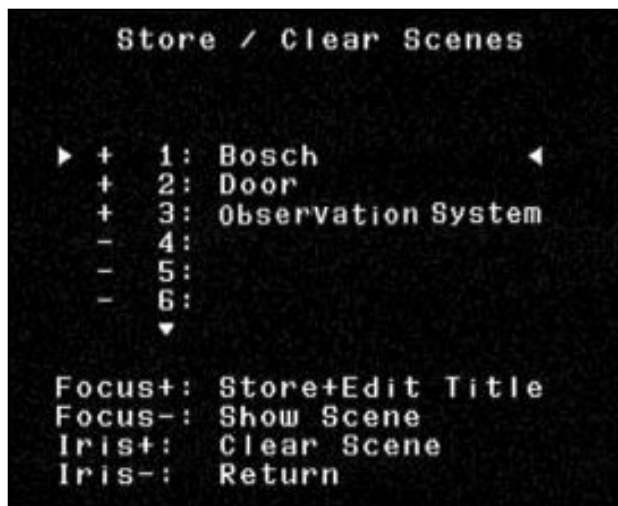 Store / Clear Scenes
▶ + 1: Bosch ◀
+ 2: Door
+ 3: Observation System
- 4:
- 5:
- 6:
▼
Focus+: Store+Edit Title
Focus-: Show Scene
Iris+: Clear Scene
Iris-: Return